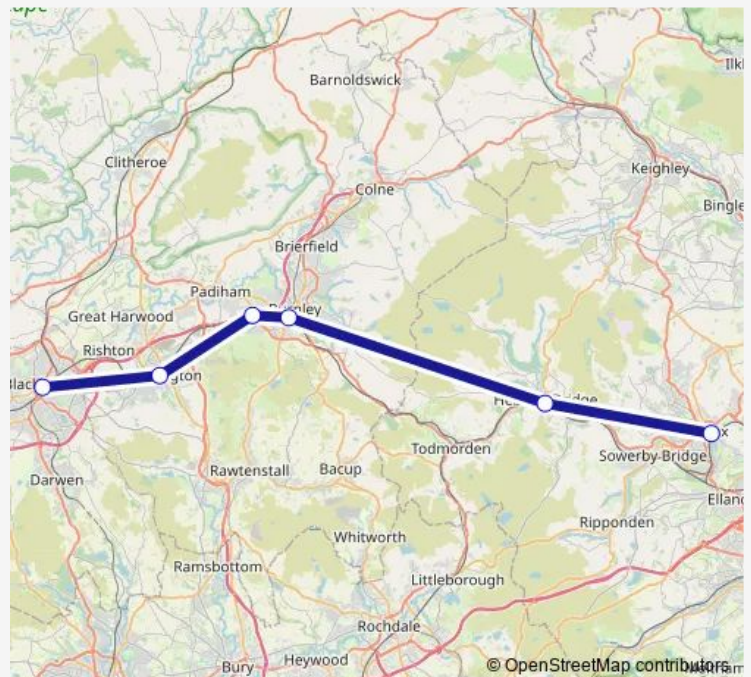 Barnoldswick
Clitheroe
Keighley
Colne
Brierfield
Padiham
Great Harwood
Rishton
Todmorden
Sowerby Bridge
Rawtenstall
Bacup
Darwen
Ripponden
Whitworth
Ramsbottom
Littleborough
Rochdale
Heywood
Bury
© OpenStreetMap contributors